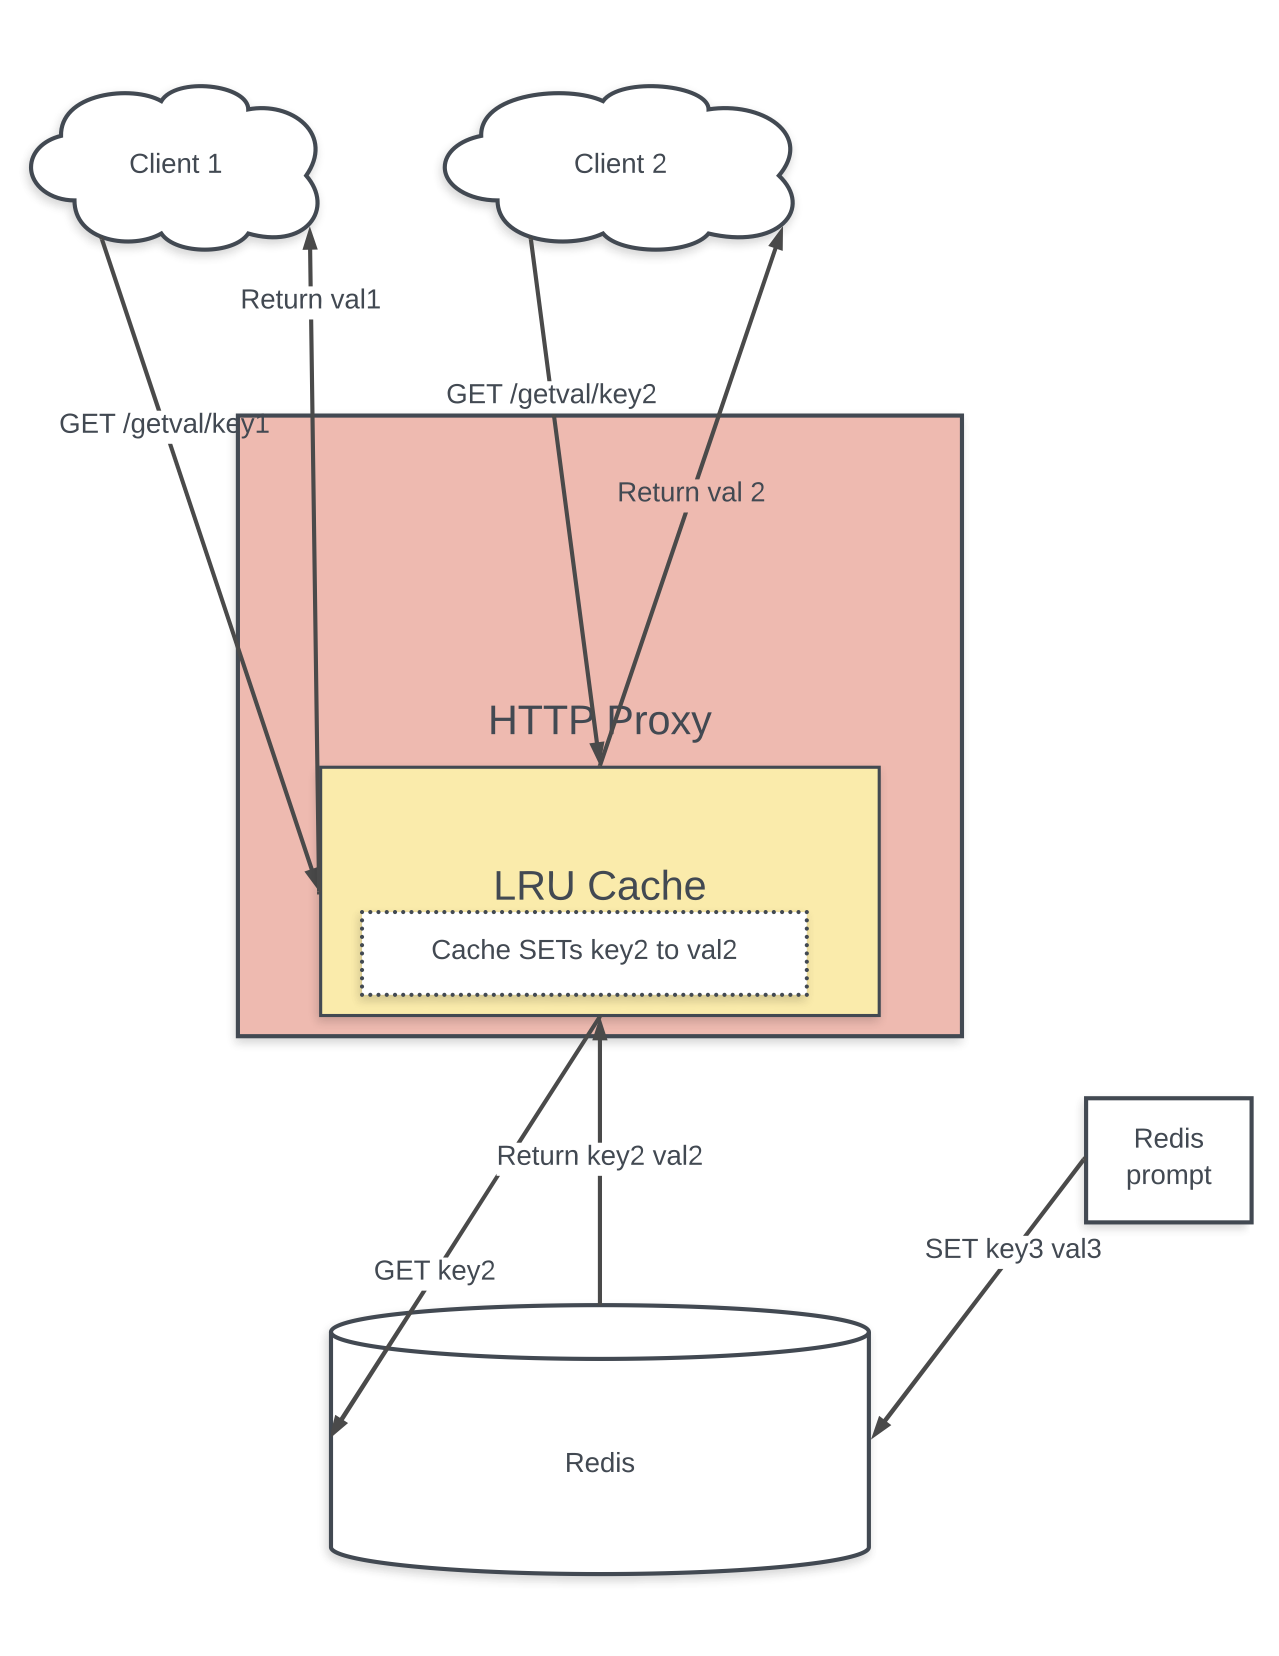 Client 1
Client 2
Return val1
GET /getval/key2
GET /getval/key1
Return val 2
HTTP Proxy
LRU Cache
Cache SETs key2 to val2
Redis
prompt
Return key2 val2
SET key3 val3
GET key2
Redis